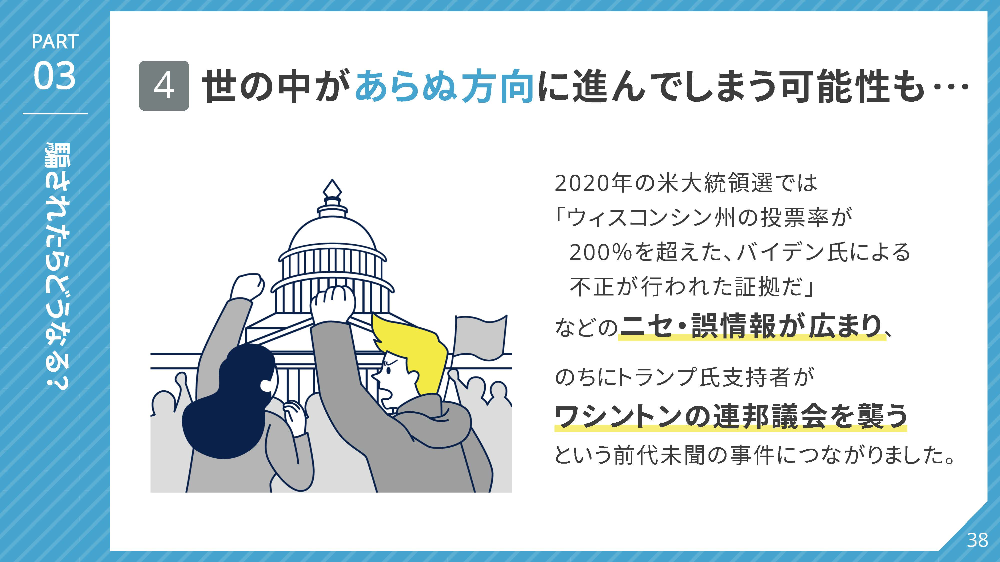 PART
03
騙されたらどうなる?
4 世の中があらぬ方向に進んでしまう可能性も…
2020年の米大統領選では
「ウィスコンシン州の投票率が
200%を超えた、バイデン氏による
不正が行われた証拠だ」
などのニセ・誤情報が広まり、
のちにトランプ氏支持者が
ワシントンの連邦議会を襲う
という前代未聞の事件につながりました。
38